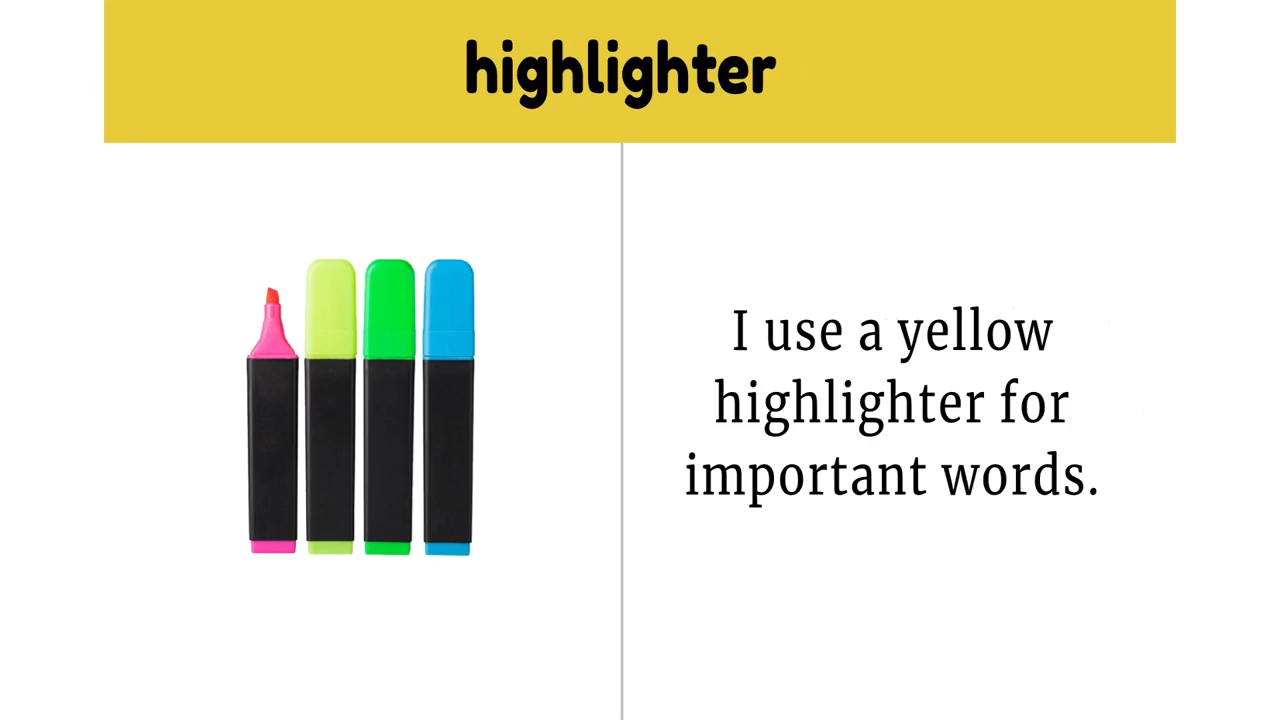 highlighter
I use a yellow
highlighter for
important words.